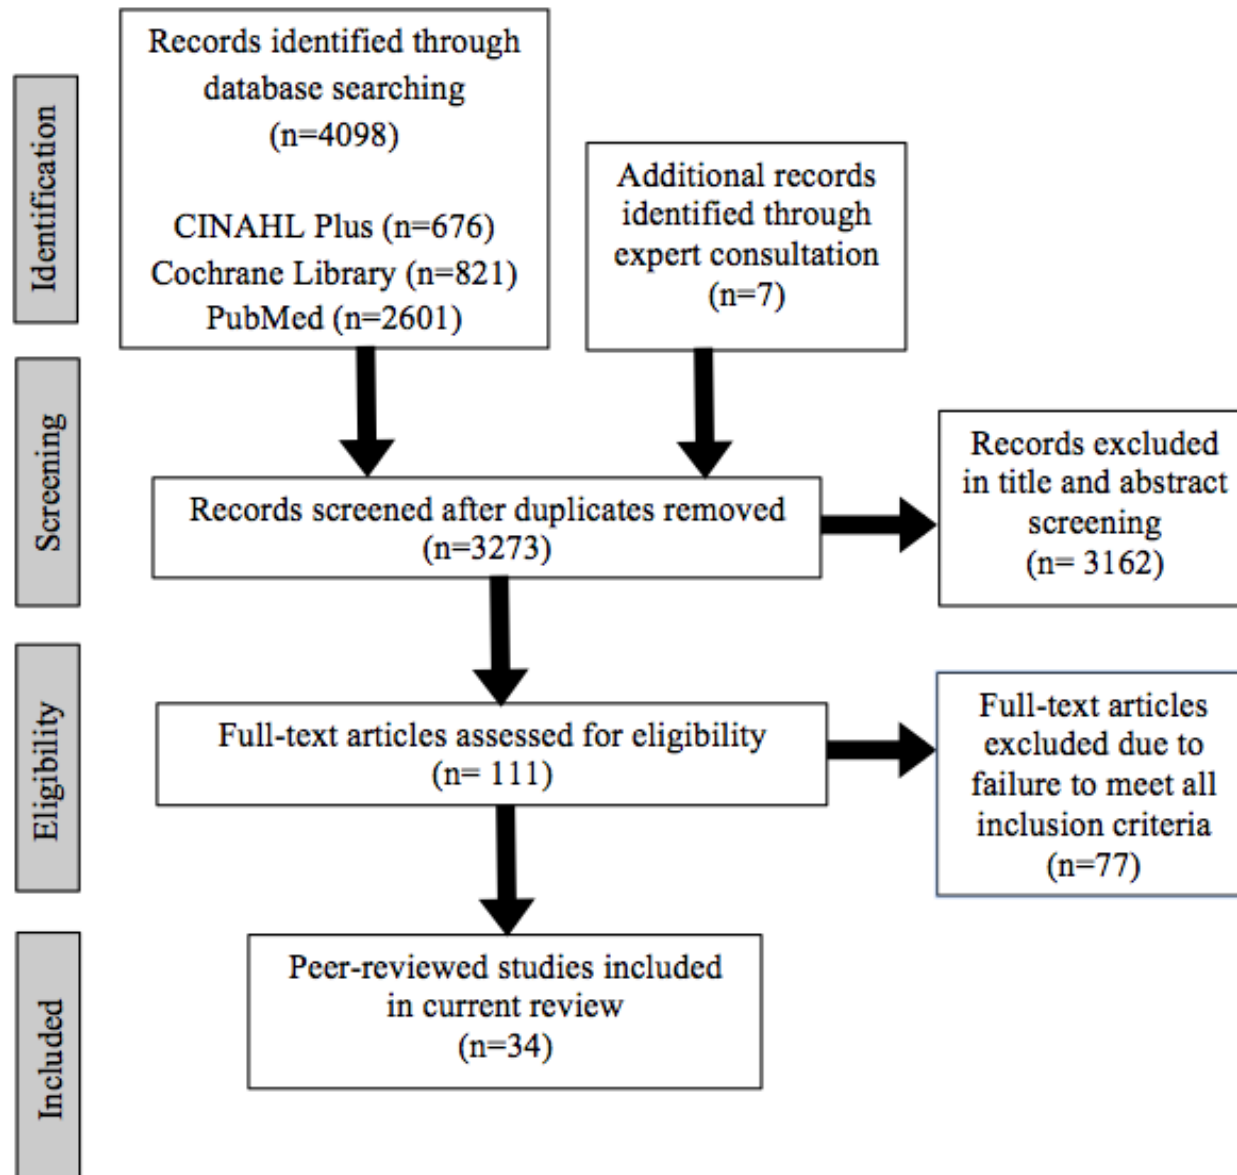 Identification
Records identified through
database searching
(n=4098)
CINAHL Plus (n=676)
Cochrane Library (n=821)
PubMed (n=2601)
Additional records
identified through
expert consultation
(n=7)
Screening
Records screened after duplicates removed
(n=3273)
Records excluded
in title and abstract
screening
(n= 3162)
Eligibility
Full-text articles assessed for eligibility
(n= 111)
Full-text articles
excluded due to
failure to meet all
inclusion criteria
(n=77)
Included
Peer-reviewed studies included
in current review
(n=34)